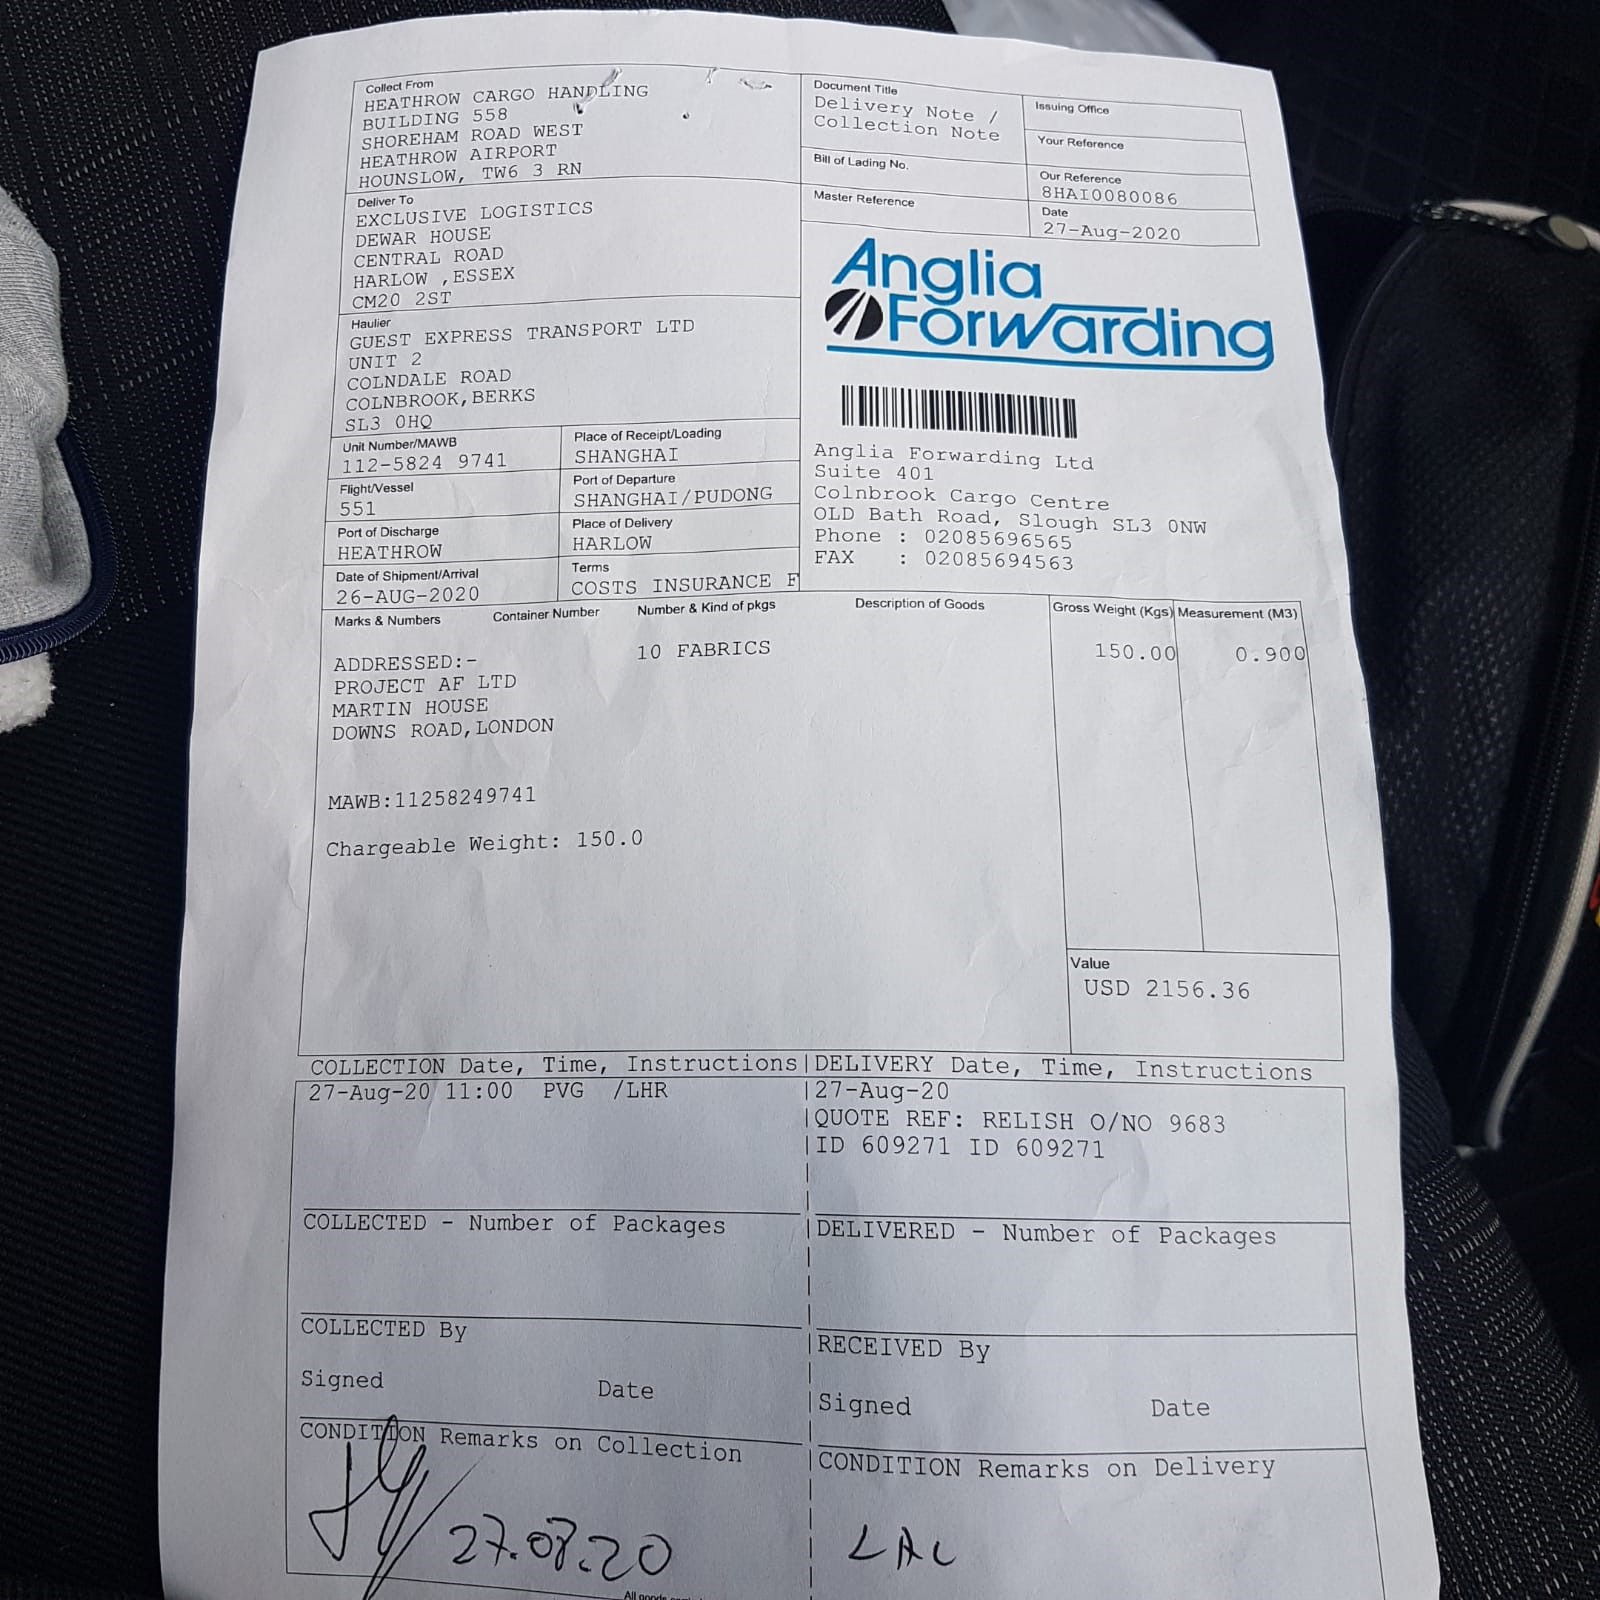 Collect From
HEATHROW CARGO HANDLING
BUILDING 558
SHOREHAM ROAD WEST
HEATHROW AIRPORT
HOUNSLOW, TW6 3 RN
Deliver To
EXCLUSIVE LOGISTICS
DEWAR HOUSE
CENTRAL ROAD
HARLOW ,ESSEX
CM20 2ST
Haulier
GUEST EXPRESS TRANSPORT LTD
UNIT 2
COLNDALE ROAD
COLNBROOK,BERKS
SL3 0HQ
Unit Number/MAWB
112-5824 9741
Place of Receipt/Loading
SHANGHAI
Flight/Vessel
551
Port of Departure
SHANGHAI/PUDONG
Port of Discharge
HEATHROW
Place of Delivery
HARLOW
Date of Shipment/Arrival
26-AUG-2020
Terms
COSTS INSURANCE F
Document Title
Delivery Note /
Collection Note
Issuing Office
Your Reference
Bill of Lading No.
Our Reference
8HAI0080086
Master Reference
Date
27-Aug-2020
Anglia
Forwarding
Anglia Forwarding Ltd
Suite 401
Colnbrook Cargo Centre
OLD Bath Road, Slough SL3 0NW
Phone : 02085696565
FAX : 02085694563
Marks & Numbers Container Number Number & Kind of pkgs Description of Goods Gross Weight (Kgs) Measurement (M3)
ADDRESSED:- 10 FABRICS 150.00 0.900
PROJECT AF LTD
MARTIN HOUSE
DOWNS ROAD,LONDON
MAWB:11258249741
Chargeable Weight: 150.0
Value
USD 2156.36
COLLECTION Date, Time, Instructions
27-Aug-20 11:00 PVG /LHR
DELIVERY Date, Time, Instructions
27-Aug-20
QUOTE REF: RELISH O/NO 9683
ID 609271 ID 609271
COLLECTED - Number of Packages
DELIVERED - Number of Packages
COLLECTED By
Signed Date
RECEIVED By
Signed Date
CONDITION Remarks on Collection
27.08.20
CONDITION Remarks on Delivery
All goods